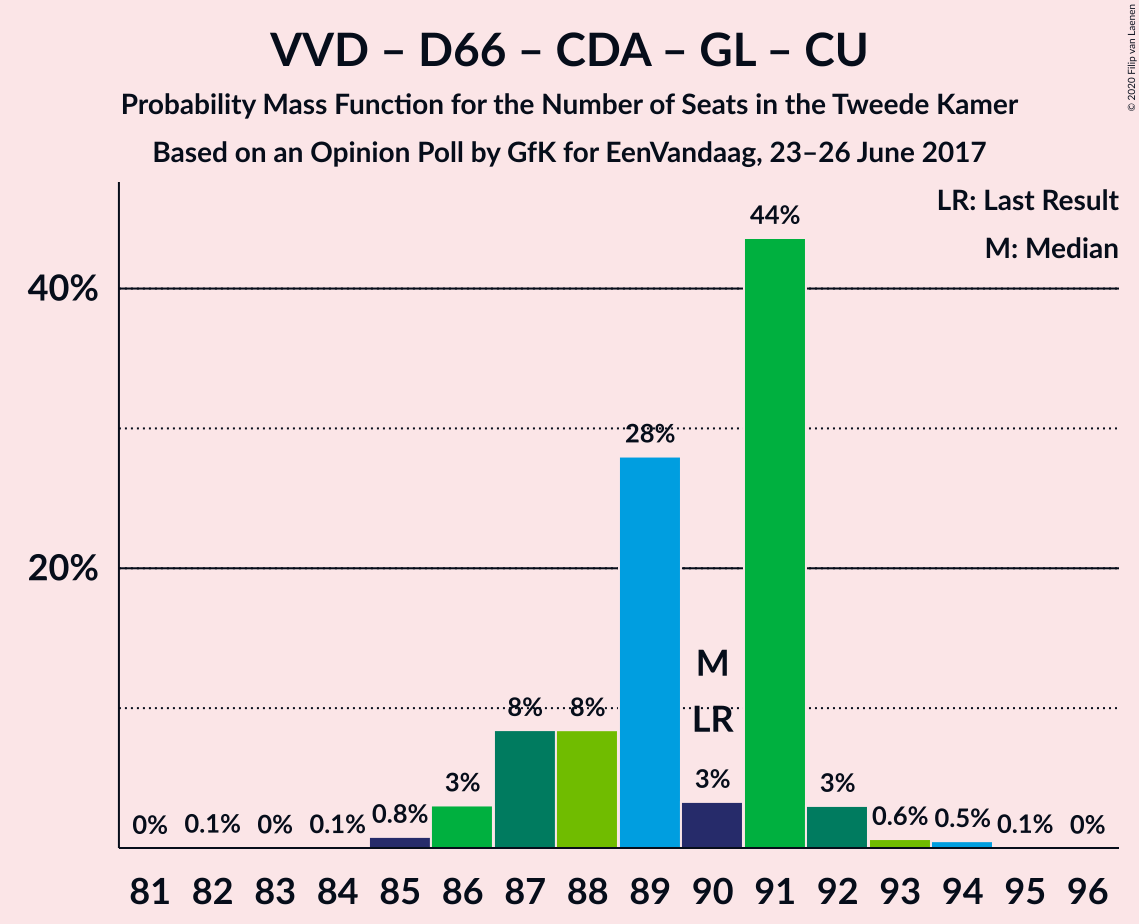 VVD – D66 – CDA – GL – CU
Probability Mass Function for the Number of Seats in the Tweede Kamer
Based on an Opinion Poll by GfK for EenVandaag, 23–26 June 2017
© 2020 Filip van Laenen
LR: Last Result
M: Median
40%
20%
0%
0.1%
0%
0.1%
0.8%
3%
8%
8%
28%
M
LR
3%
44%
3%
0.6%
0.5%
0.1%
0%
81 82 83 84 85 86 87 88 89 90 91 92 93 94 95 96